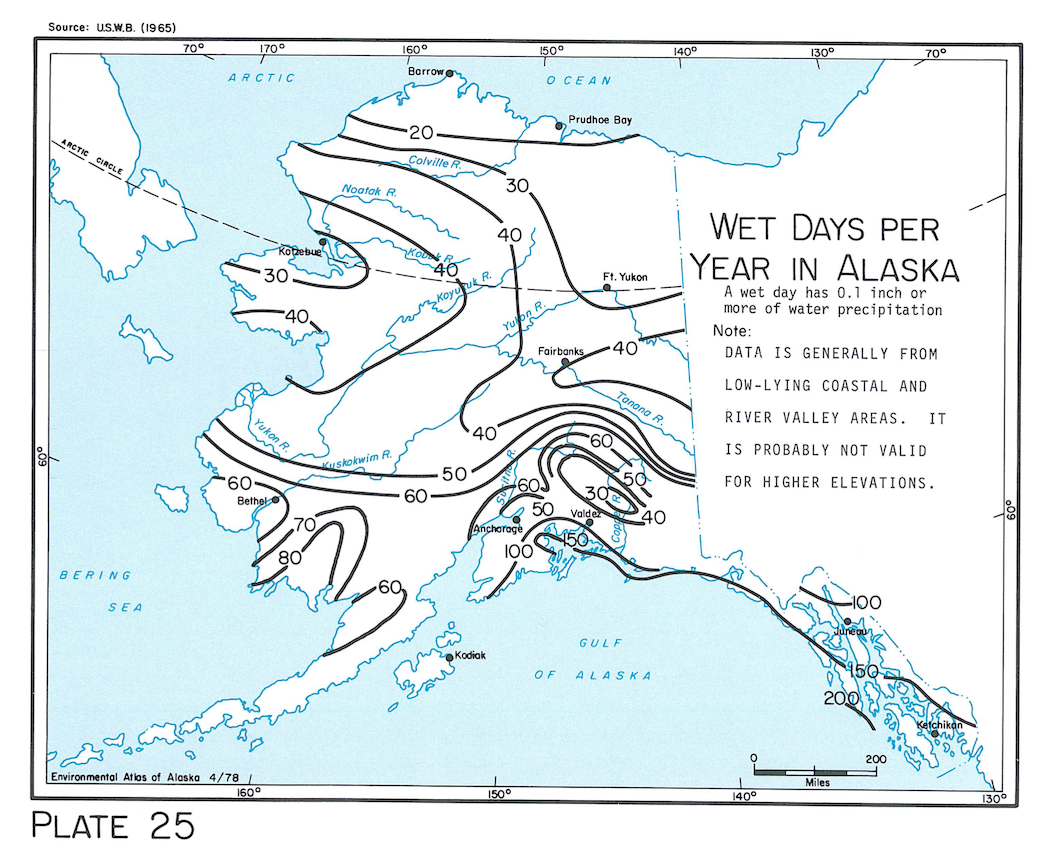 Source: U.S.W.B. (1965)
70° 170° 160° 150° 140° 130° 70°
ARCTIC OCEAN
Barrow
Prudhoe Bay
20
ARCTIC CIRCLE
Colville R.
30
Noatak R.
40
WET DAYS PER
YEAR IN ALASKA
A wet day has 0.1 inch or
more of water precipitation
Note:
DATA IS GENERALLY FROM
LOW-LYING COASTAL AND
RIVER VALLEY AREAS. IT
IS PROBABLY NOT VALID
FOR HIGHER ELEVATIONS.
Kotzebue
Kobuk R.
30
40
Koyukuk R.
Ft. Yukon
40
Yukon R.
Fairbanks
40
Tanana R.
Yukon R.
40
60
Kuskokwim R.
60°
50
Susitna R.
50
60
60
60
30
Bethel
50
Copper R.
40
60°
70
Anchorage
Valdez
80
100
150
BERING
SEA
60
100
Juneau
GULF
OF ALASKA
Kodiak
150
200
Ketchikan
0 200
Miles
Environmental Atlas of Alaska 4/78
160° 150° 140° 130°
PLATE 25